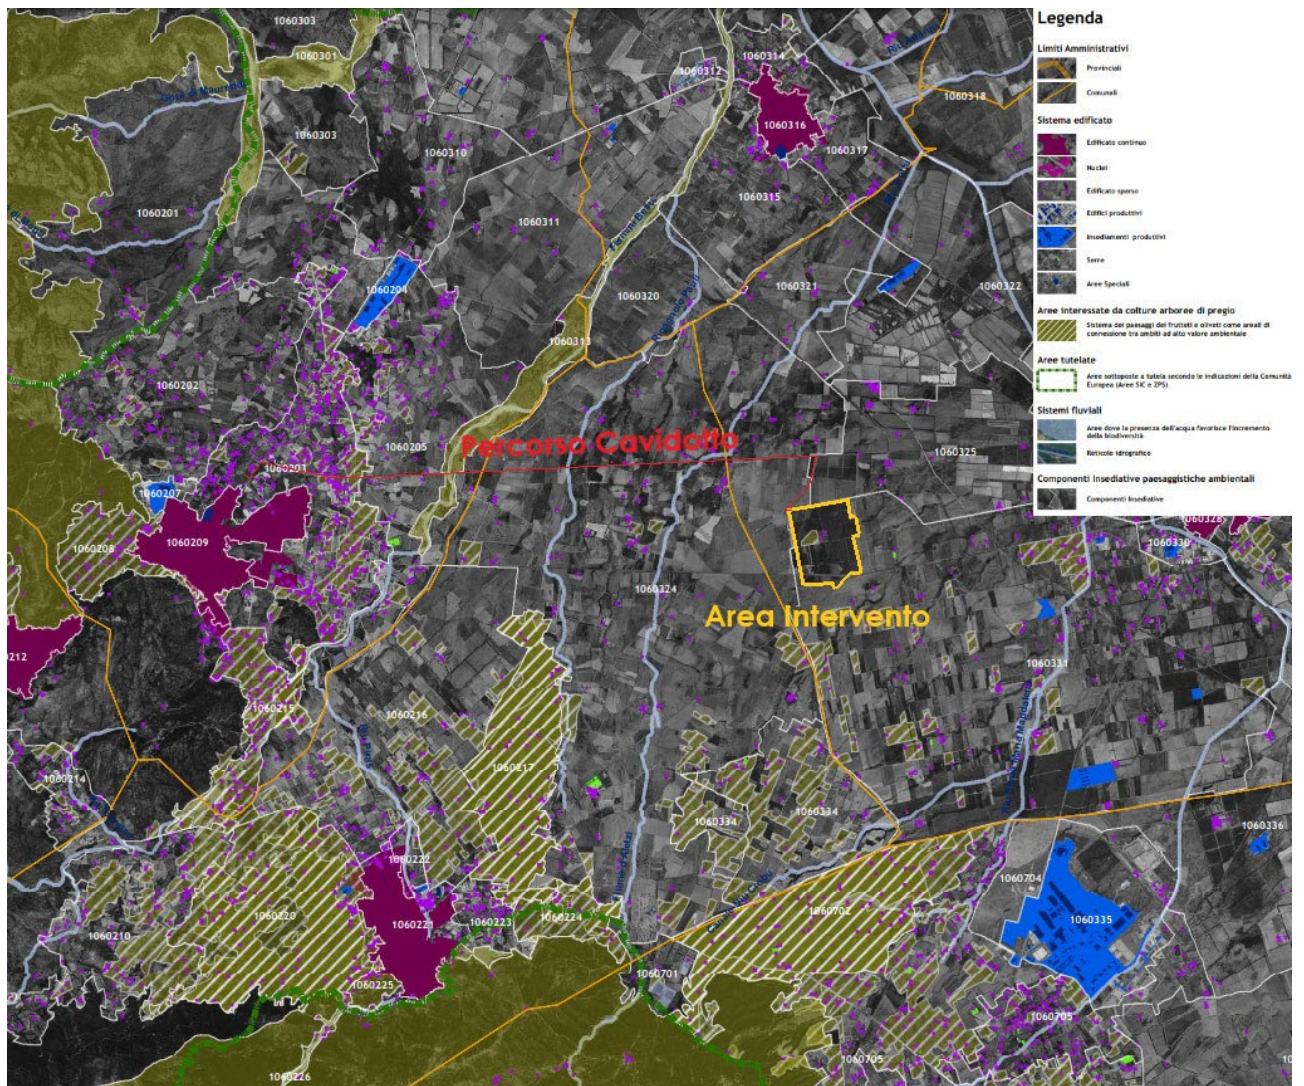 Legenda
Limiti Amministrativi
Provinciali
Comunali
Sistema edificato
Edificato continuo
Nuclei
Edificato sparso
Edifici produttivi
Insediamenti produttivi
Serre
Aree Speciali
Aree interessate da colture arboree di pregio
Sistema dei paesaggi dei frutteti e oliveti come areali di
connessione tra ambiti ad alto valore ambientale
Aree tutelate
Aree sottoposte a tutela secondo le indicazioni della Comunità
Europea (Aree SIC e ZPS)
Sistemi fluviali
Aree dove la presenza dell'acqua favorisce l'incremento
della biodiversità
Reticolo idrografico
Componenti Insediative paesaggistiche ambientali
Componenti Insediative
1060303
1060301
1060314
1060312
1060318
1060316
1060303
1060310
1060317
1060315
1060201
1060311
1060204
1060320
1060321
1060322
1060313
1060202
1060205
Percorso Cavidotto
1060203
1060325
1060207
1060209
1060208
1060328
1060330
1060324
Area Intervento
1060331
1060215
1060216
1060217
1060214
1060334
1060334
1060336
1060222
1060704
1060220
1060221
1060223
1060224
1060702
1060335
1060210
1060225
1060701
1060705
1060705
1060226